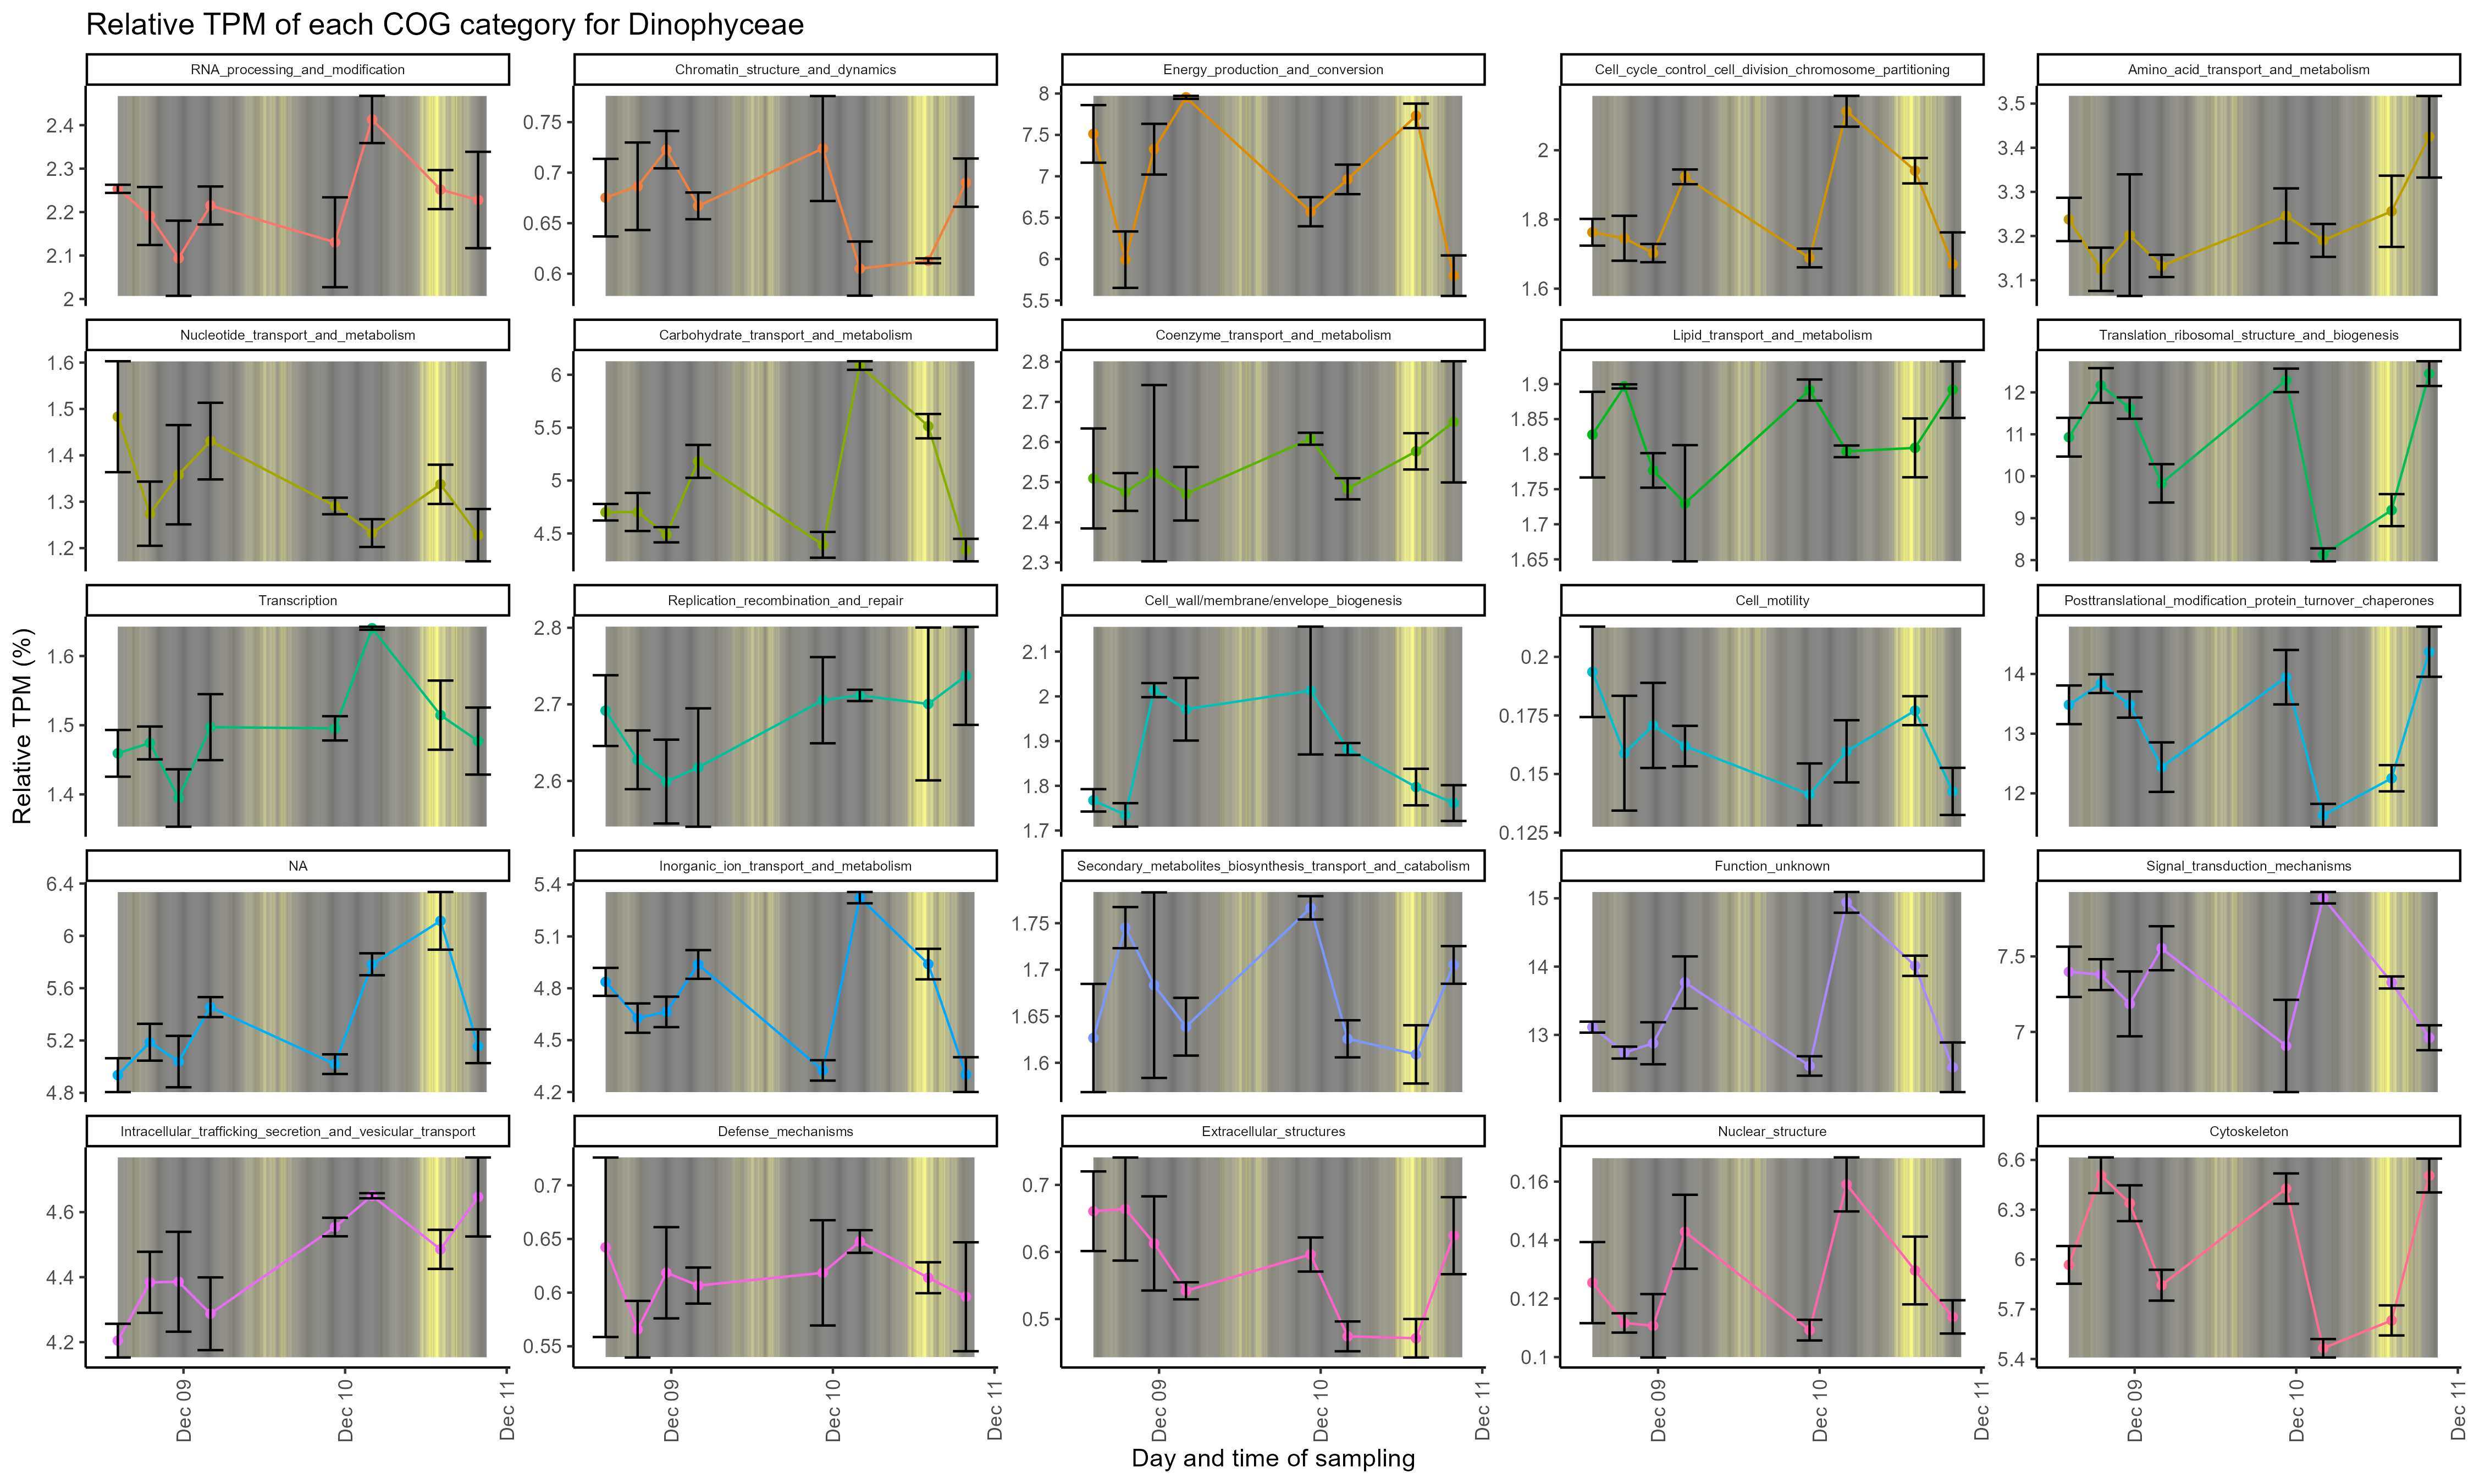 Relative TPM of each COG category for Dinophyceae
RNA_processing_and_modification
Chromatin_structure_and_dynamics
Energy_production_and_conversion
Cell_cycle_control_cell_division_chromosome_partitioning
Amino_acid_transport_and_metabolism
2.4
2.3
2.2
2.1
2
0.75
0.7
0.65
0.6
8
7.5
7
6.5
6
5.5
2
1.8
1.6
3.5
3.4
3.3
3.2
3.1
Nucleotide_transport_and_metabolism
Carbohydrate_transport_and_metabolism
Coenzyme_transport_and_metabolism
Lipid_transport_and_metabolism
Translation_ribosomal_structure_and_biogenesis
1.6
1.5
1.4
1.3
1.2
6
5.5
5
4.5
2.8
2.7
2.6
2.5
2.4
2.3
1.9
1.85
1.8
1.75
1.7
1.65
12
11
10
9
8
Transcription
Replication_recombination_and_repair
Cell_wall/membrane/envelope_biogenesis
Cell_motility
Posttranslational_modification_protein_turnover_chaperones
1.6
1.5
1.4
2.8
2.7
2.6
2.1
2
1.9
1.8
1.7
0.2
0.175
0.15
0.125
14
13
12
Relative TPM (%)
NA
Inorganic_ion_transport_and_metabolism
Secondary_metabolites_biosynthesis_transport_and_catabolism
Function_unknown
Signal_transduction_mechanisms
6.4
6
5.6
5.2
4.8
5.4
5.1
4.8
4.5
4.2
1.75
1.7
1.65
1.6
15
14
13
7.5
7
Intracellular_trafficking_secretion_and_vesicular_transport
Defense_mechanisms
Extracellular_structures
Nuclear_structure
Cytoskeleton
4.6
4.4
4.2
0.7
0.65
0.6
0.55
0.7
0.6
0.5
0.16
0.14
0.12
0.1
6.6
6.3
6
5.7
5.4
Dec 09
Dec 10
Dec 11
Dec 09
Dec 10
Dec 11
Dec 09
Dec 10
Dec 11
Dec 09
Dec 10
Dec 11
Dec 09
Dec 10
Dec 11
Day and time of sampling